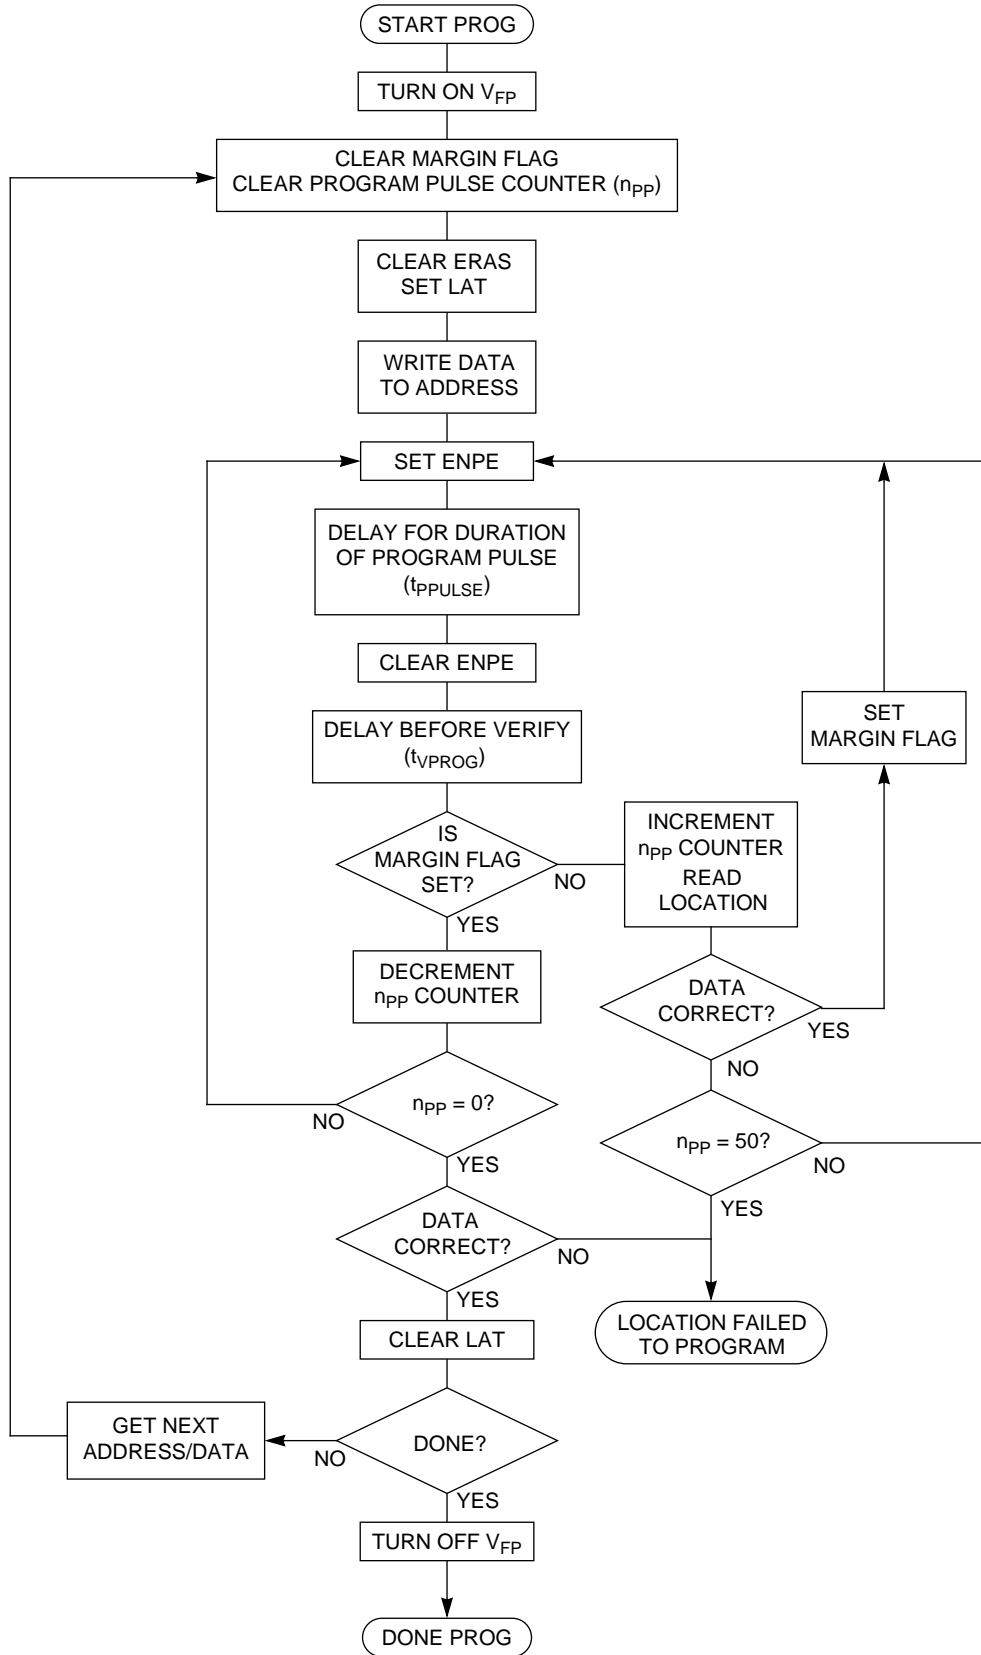 START PROG
TURN ON VFP
CLEAR MARGIN FLAG
CLEAR PROGRAM PULSE COUNTER (nPP)
CLEAR ERAS
SET LAT
WRITE DATA
TO ADDRESS
SET ENPE
DELAY FOR DURATION
OF PROGRAM PULSE
(tPPULSE)
CLEAR ENPE
DELAY BEFORE VERIFY
(tVPROG)
SET
MARGIN FLAG
IS
MARGIN FLAG
SET?
NO
YES
INCREMENT
nPP COUNTER
READ
LOCATION
DECREMENT
nPP COUNTER
DATA
CORRECT?
YES
NO
nPP = 0?
NO
YES
nPP = 50?
NO
YES
DATA
CORRECT?
NO
YES
LOCATION FAILED
TO PROGRAM
CLEAR LAT
GET NEXT
ADDRESS/DATA
DONE?
NO
YES
TURN OFF VFP
DONE PROG